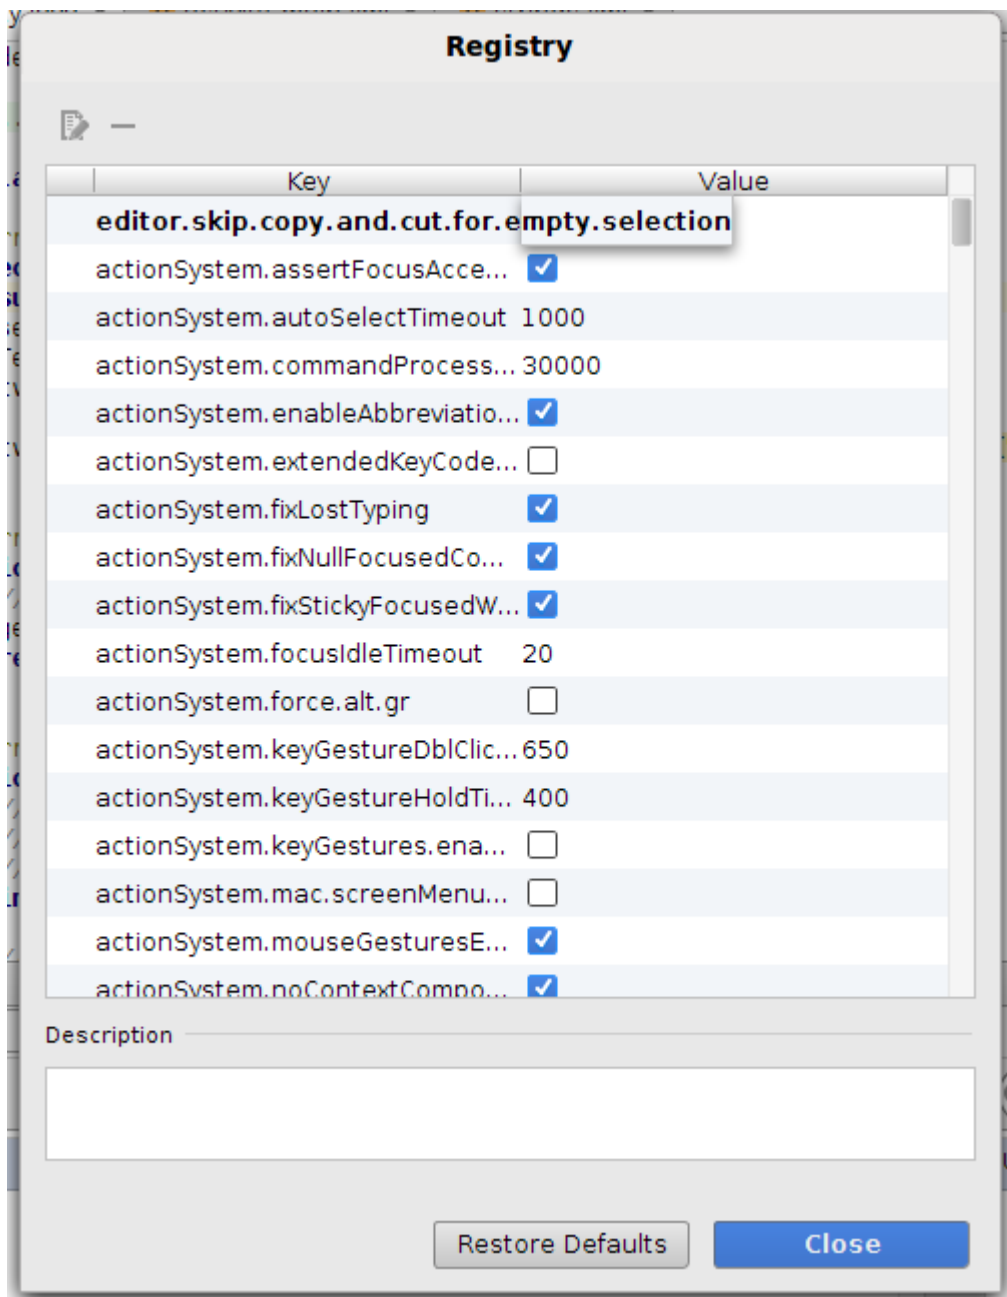 Registry
Key Value
editor.skip.copy.and.cut.for.empty.selection
actionSystem.assertFocusAcce...
actionSystem.autoSelectTimeout 1000
actionSystem.commandProcess... 30000
actionSystem.enableAbbreviatio...
actionSystem.extendedKeyCode...
actionSystem.fixLostTyping
actionSystem.fixNullFocusedCo...
actionSystem.fixStickyFocusedW...
actionSystem.focusIdleTimeout 20
actionSystem.force.alt.gr
actionSystem.keyGestureDblClic... 650
actionSystem.keyGestureHoldTi... 400
actionSystem.keyGestures.ena...
actionSystem.mac.screenMenu...
actionSystem.mouseGesturesE...
actionSystem.noContextCompo...
Description
Restore Defaults Close